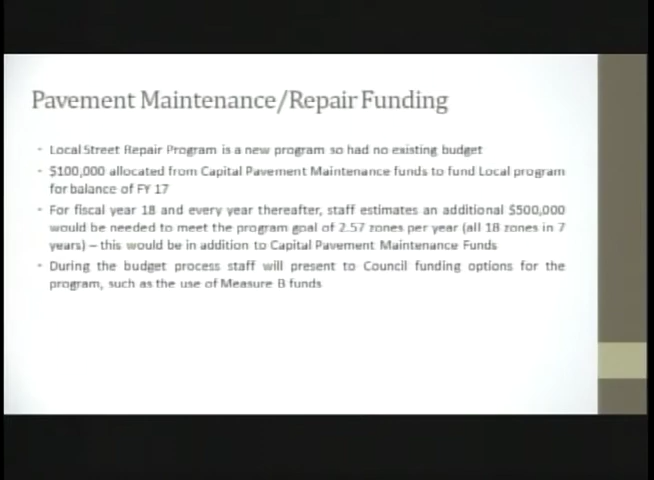 Pavement Maintenance/Repair Funding
- Local Street Repair Program is a new program so had no existing budget
- $100,000 allocated from Capital Pavement Maintenance funds to fund Local program
for balance of FY 17
- For fiscal year 18 and every year thereafter, staff estimates an additional $500,000
would be needed to meet the program goal of 2.57 zones per year (all 18 zones in 7
years) – this would be in addition to Capital Pavement Maintenance Funds
- During the budget process staff will present to Council funding options for the
program, such as the use of Measure B funds